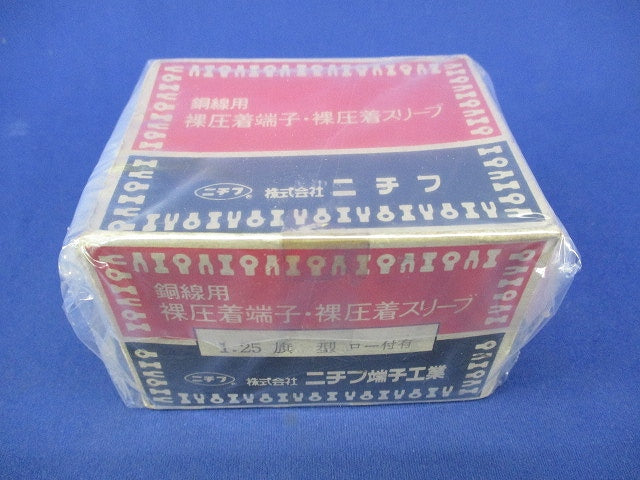 銅線用
裸圧着端子・裸圧着スリーブ
ニチフ® 株式会社 ニチフ
銅線用
裸圧着端子・裸圧着スリーブ
1.25 旗 型 ロー付有
ニチフ 株式会社 ニチフ端子工業